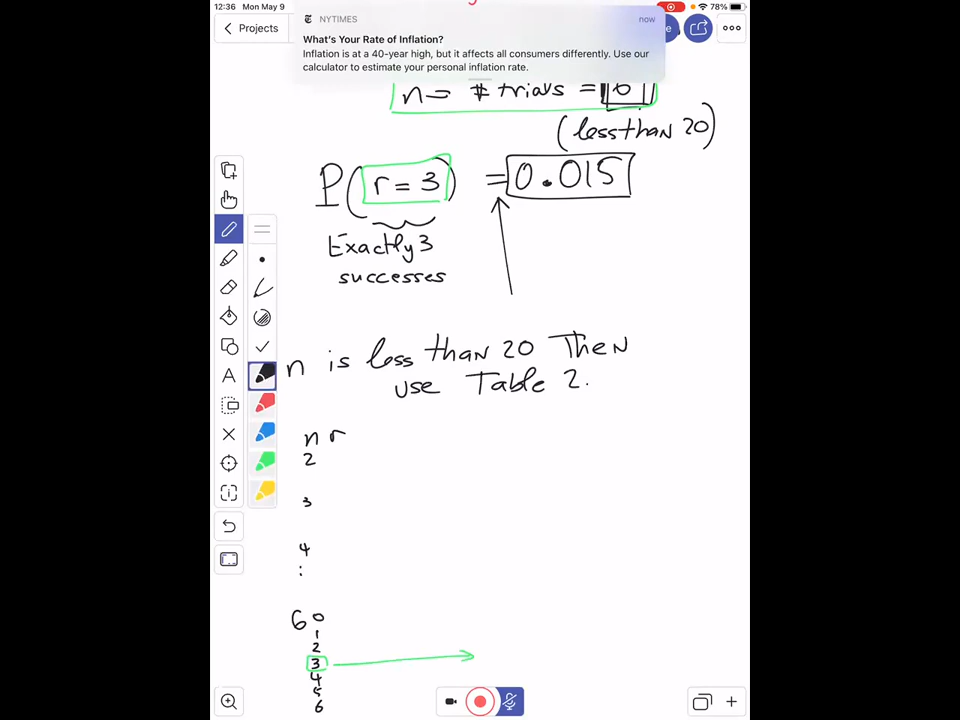 12:36 Mon May 9
78%
Projects
NYTIMES
now
What's Your Rate of Inflation?
Inflation is at a 40-year high, but it affects all consumers differently. Use our
calculator to estimate your personal inflation rate.
n = # trials = 6
(less than 20)
P(r = 3) = 0.015
Exactly 3
successes
n is less than 20 Then
use Table 2.
n r
2
3
4
:
6 0
1
2
3
4
5
6
A